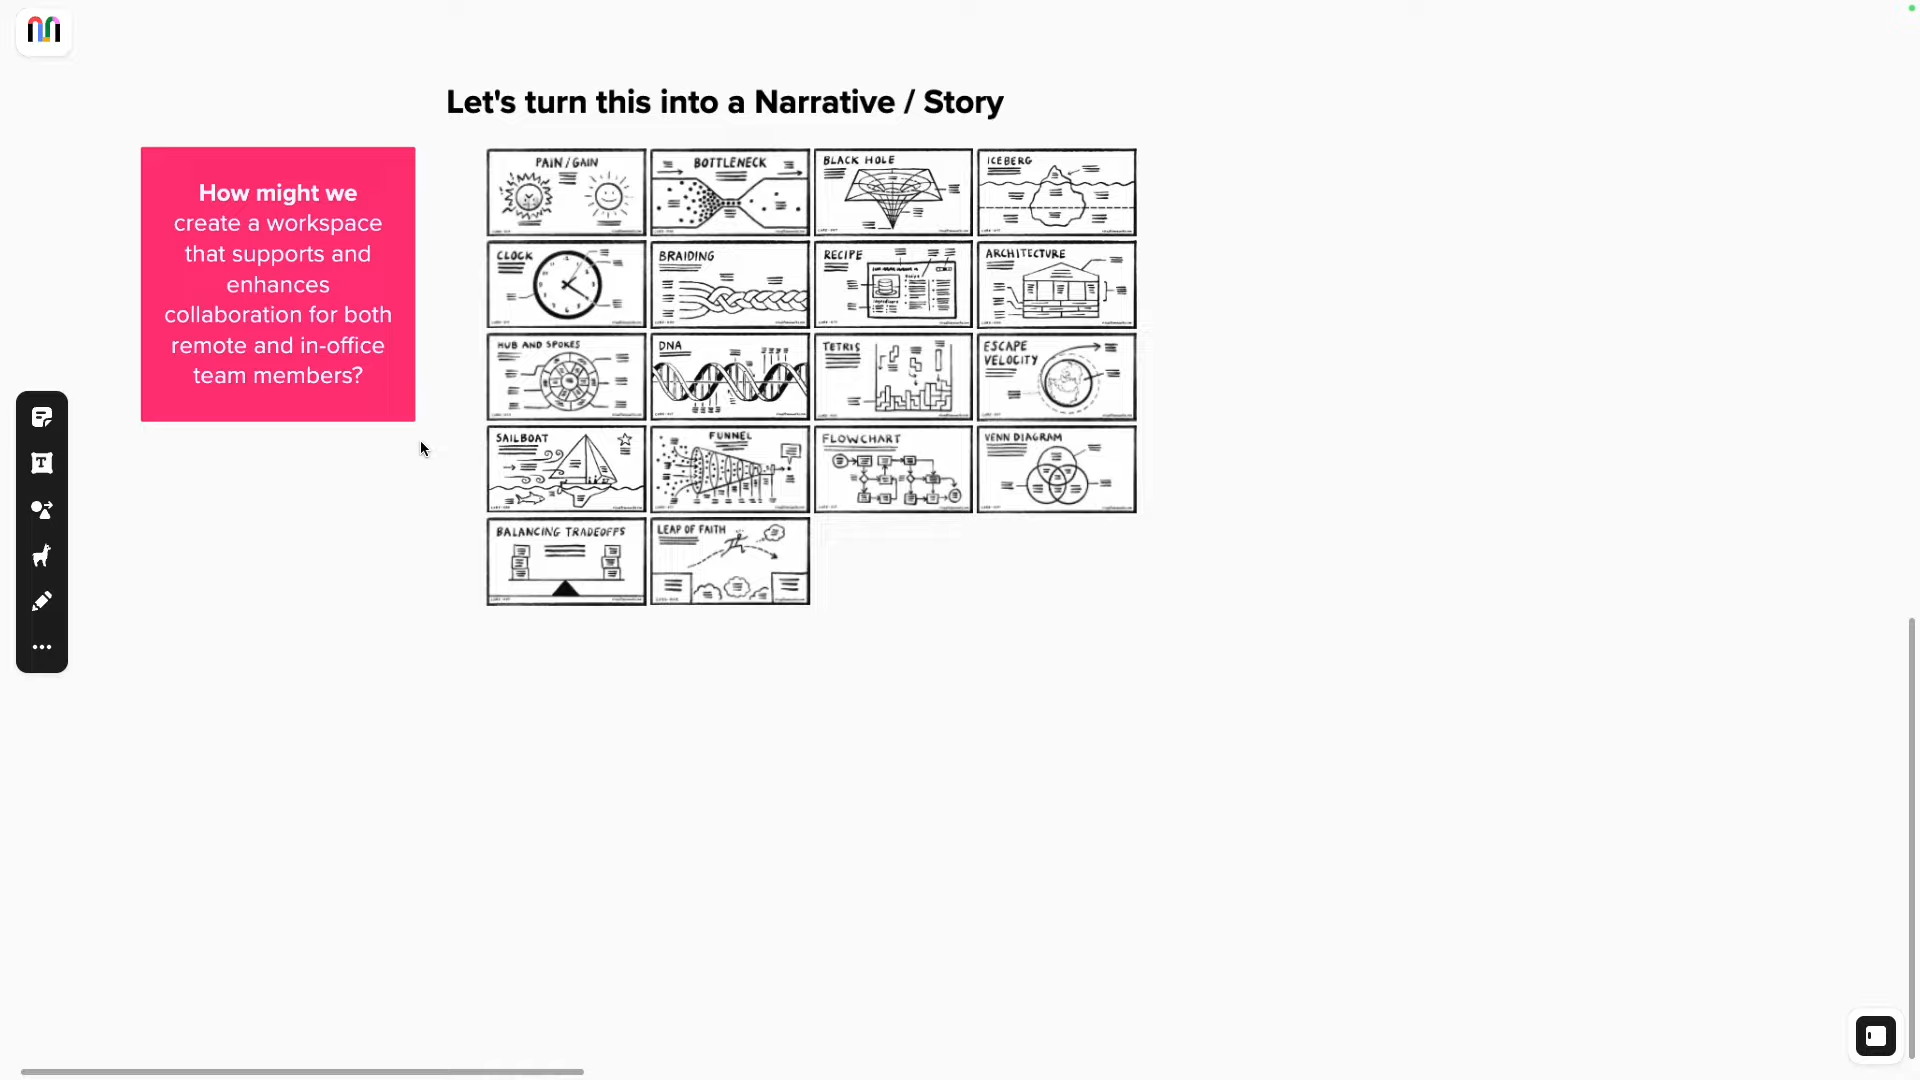 Let's turn this into a Narrative / Story
How might we
create a workspace
that supports and
enhances
collaboration for both
remote and in-office
team members?
PAIN / GAIN
BOTTLENECK
BLACK HOLE
ICEBERG
CLOCK
BRAIDING
RECIPE
ARCHITECTURE
HUB AND SPOKES
DNA
TETRIS
ESCAPE
VELOCITY
SAILBOAT
FUNNEL
FLOWCHART
VENN DIAGRAM
BALANCING TRADEOFFS
LEAP OF FAITH
T